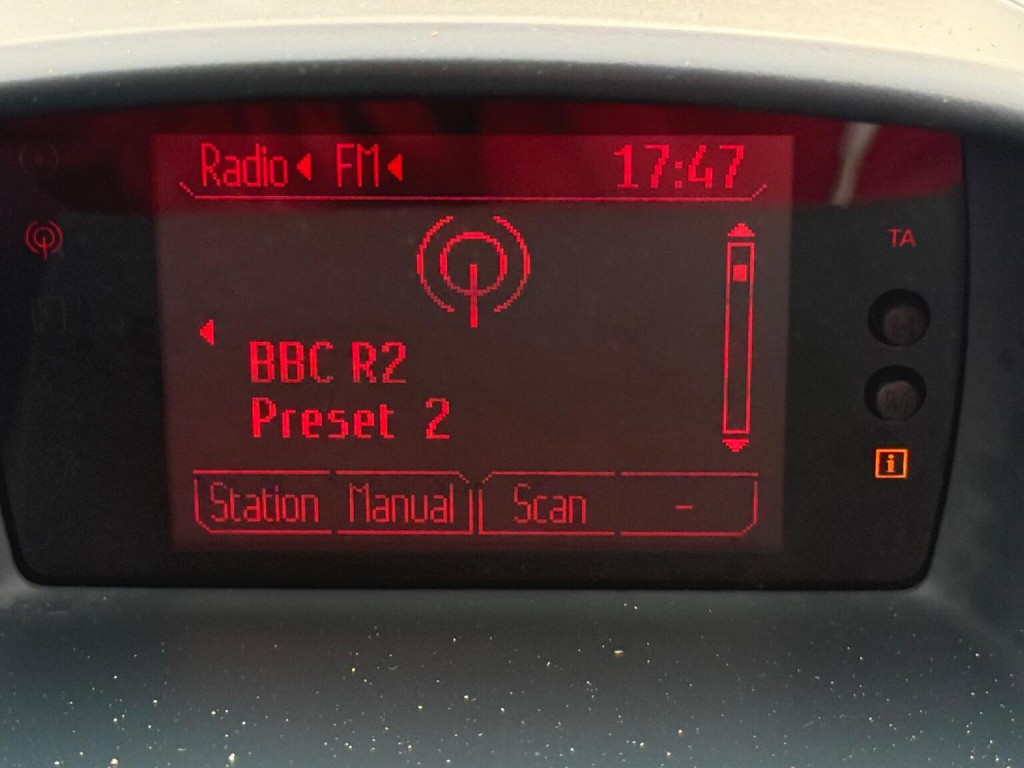 Radio FM 17:47
TA
BBC R2
Preset 2
i
Station Manual Scan -